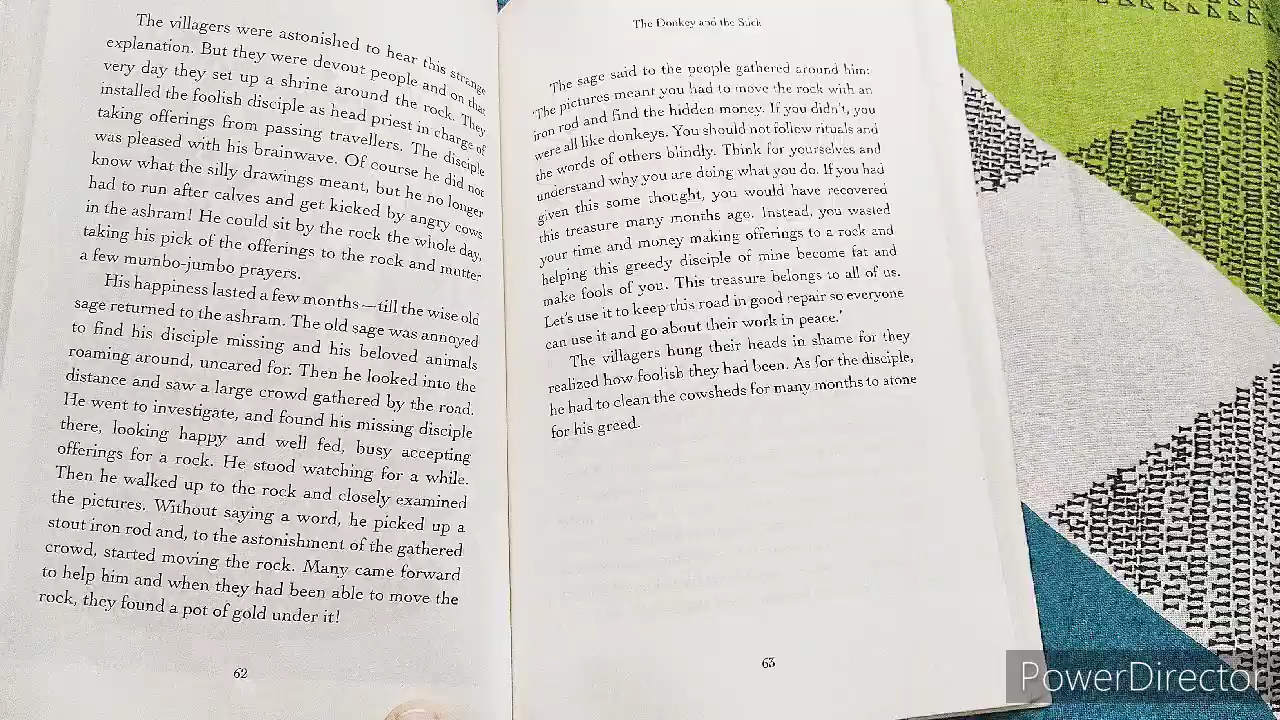 The villagers were astonished to hear this strange
explanation. But they were devout people and on that
very day they set up a shrine around the rock. They
installed the foolish disciple as head priest in charge of
taking offerings from passing travellers. The disciple
was pleased with his brainwave. Of course he did not
know what the silly drawings meant, but he no longer
had to run after calves and get kicked by angry cows
in the ashram! He could sit by the rock the whole day,
taking his pick of the offerings to the rock and mutter
a few mumbo-jumbo prayers.
His happiness lasted a few months—till the wise old
sage returned to the ashram. The old sage was annoyed
to find his disciple missing and his beloved animals
roaming around, uncared for. Then he looked into the
distance and saw a large crowd gathered by the road.
He went to investigate, and found his missing disciple
there, looking happy and well fed, busy accepting
offerings for a rock. He stood watching for a while.
Then he walked up to the rock and closely examined
the pictures. Without saying a word, he picked up a
stout iron rod and, to the astonishment of the gathered
crowd, started moving the rock. Many came forward
to help him and when they had been able to move the
rock, they found a pot of gold under it!
62
The Donkey and the Stick
The sage said to the people gathered around him:
'The pictures meant you had to move the rock with an
iron rod and find the hidden money. If you didn't, you
were all like donkeys. You should not follow rituals and
the words of others blindly. Think for yourselves and
understand why you are doing what you do. If you had
given this some thought, you would have recovered
this treasure many months ago. Instead, you wasted
your time and money making offerings to a rock and
helping this greedy disciple of mine become fat and
make fools of you. This treasure belongs to all of us.
Let's use it to keep this road in good repair so everyone
can use it and go about their work in peace.'
The villagers hung their heads in shame for they
realized how foolish they had been. As for the disciple,
he had to clean the cowsheds for many months to atone
for his greed.
63
PowerDirector